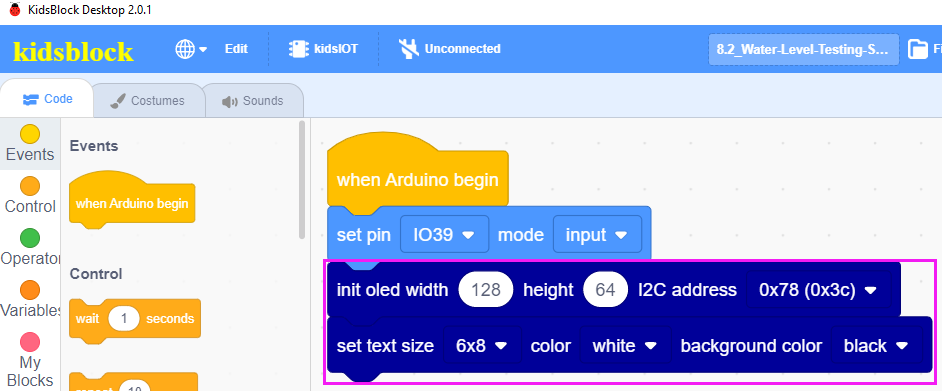 KidsBlock Desktop 2.0.1
kidsblock
Edit
kidsIOT
Unconnected
8.2_Water-Level-Testing-S...
Code
Costumes
Sounds
Events
Control
Variables
My
Blocks
Events
when Arduino begin
Control
wait 1 seconds
10
when Arduino begin
set pin IO39 mode input
init oled width 128 height 64 I2C address 0x78 (0x3c)
set text size 6x8 color white background color black